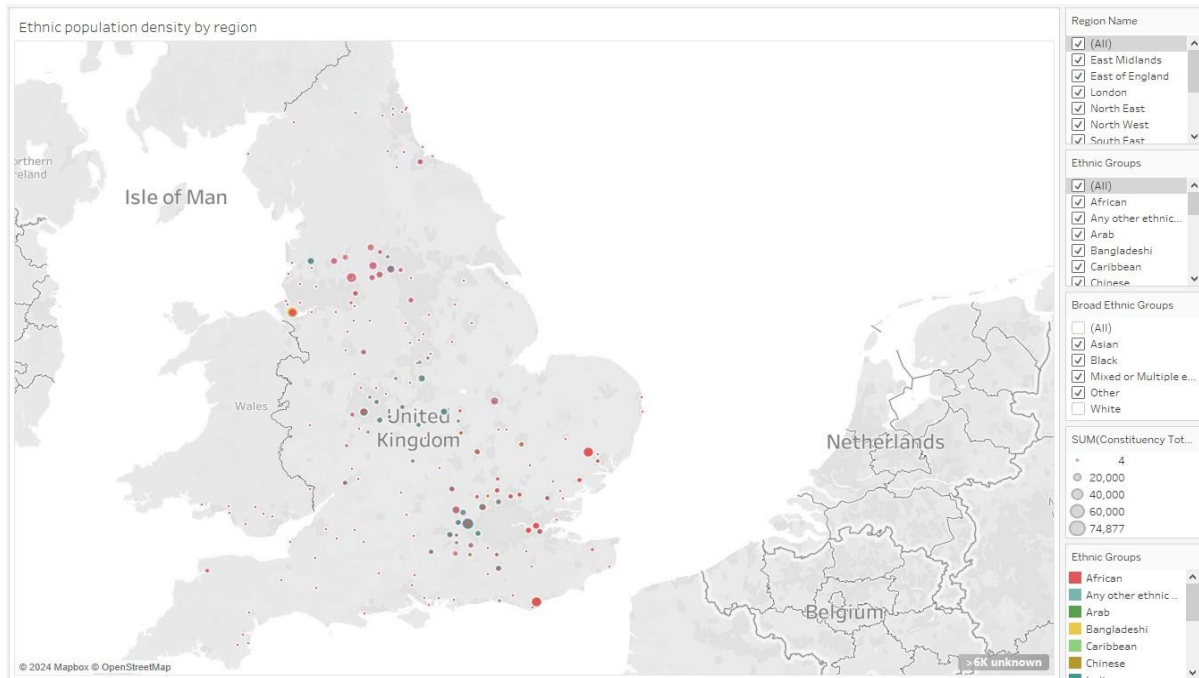 Ethnic population density by region
Isle of Man
Wales
United
Kingdom
Netherlands
Belgium
© 2024 Mapbox © OpenStreetMap
>6K unknown
Region Name
(All)
East Midlands
East of England
London
North East
North West
South East
Ethnic Groups
(All)
African
Any other ethnic...
Arab
Bangladeshi
Caribbean
Chinese
Broad Ethnic Groups
(All)
Asian
Black
Mixed or Multiple e...
Other
White
SUM(Constituency Tot...
4
20,000
40,000
60,000
74,877
Ethnic Groups
African
Any other ethnic ..
Arab
Bangladeshi
Caribbean
Chinese